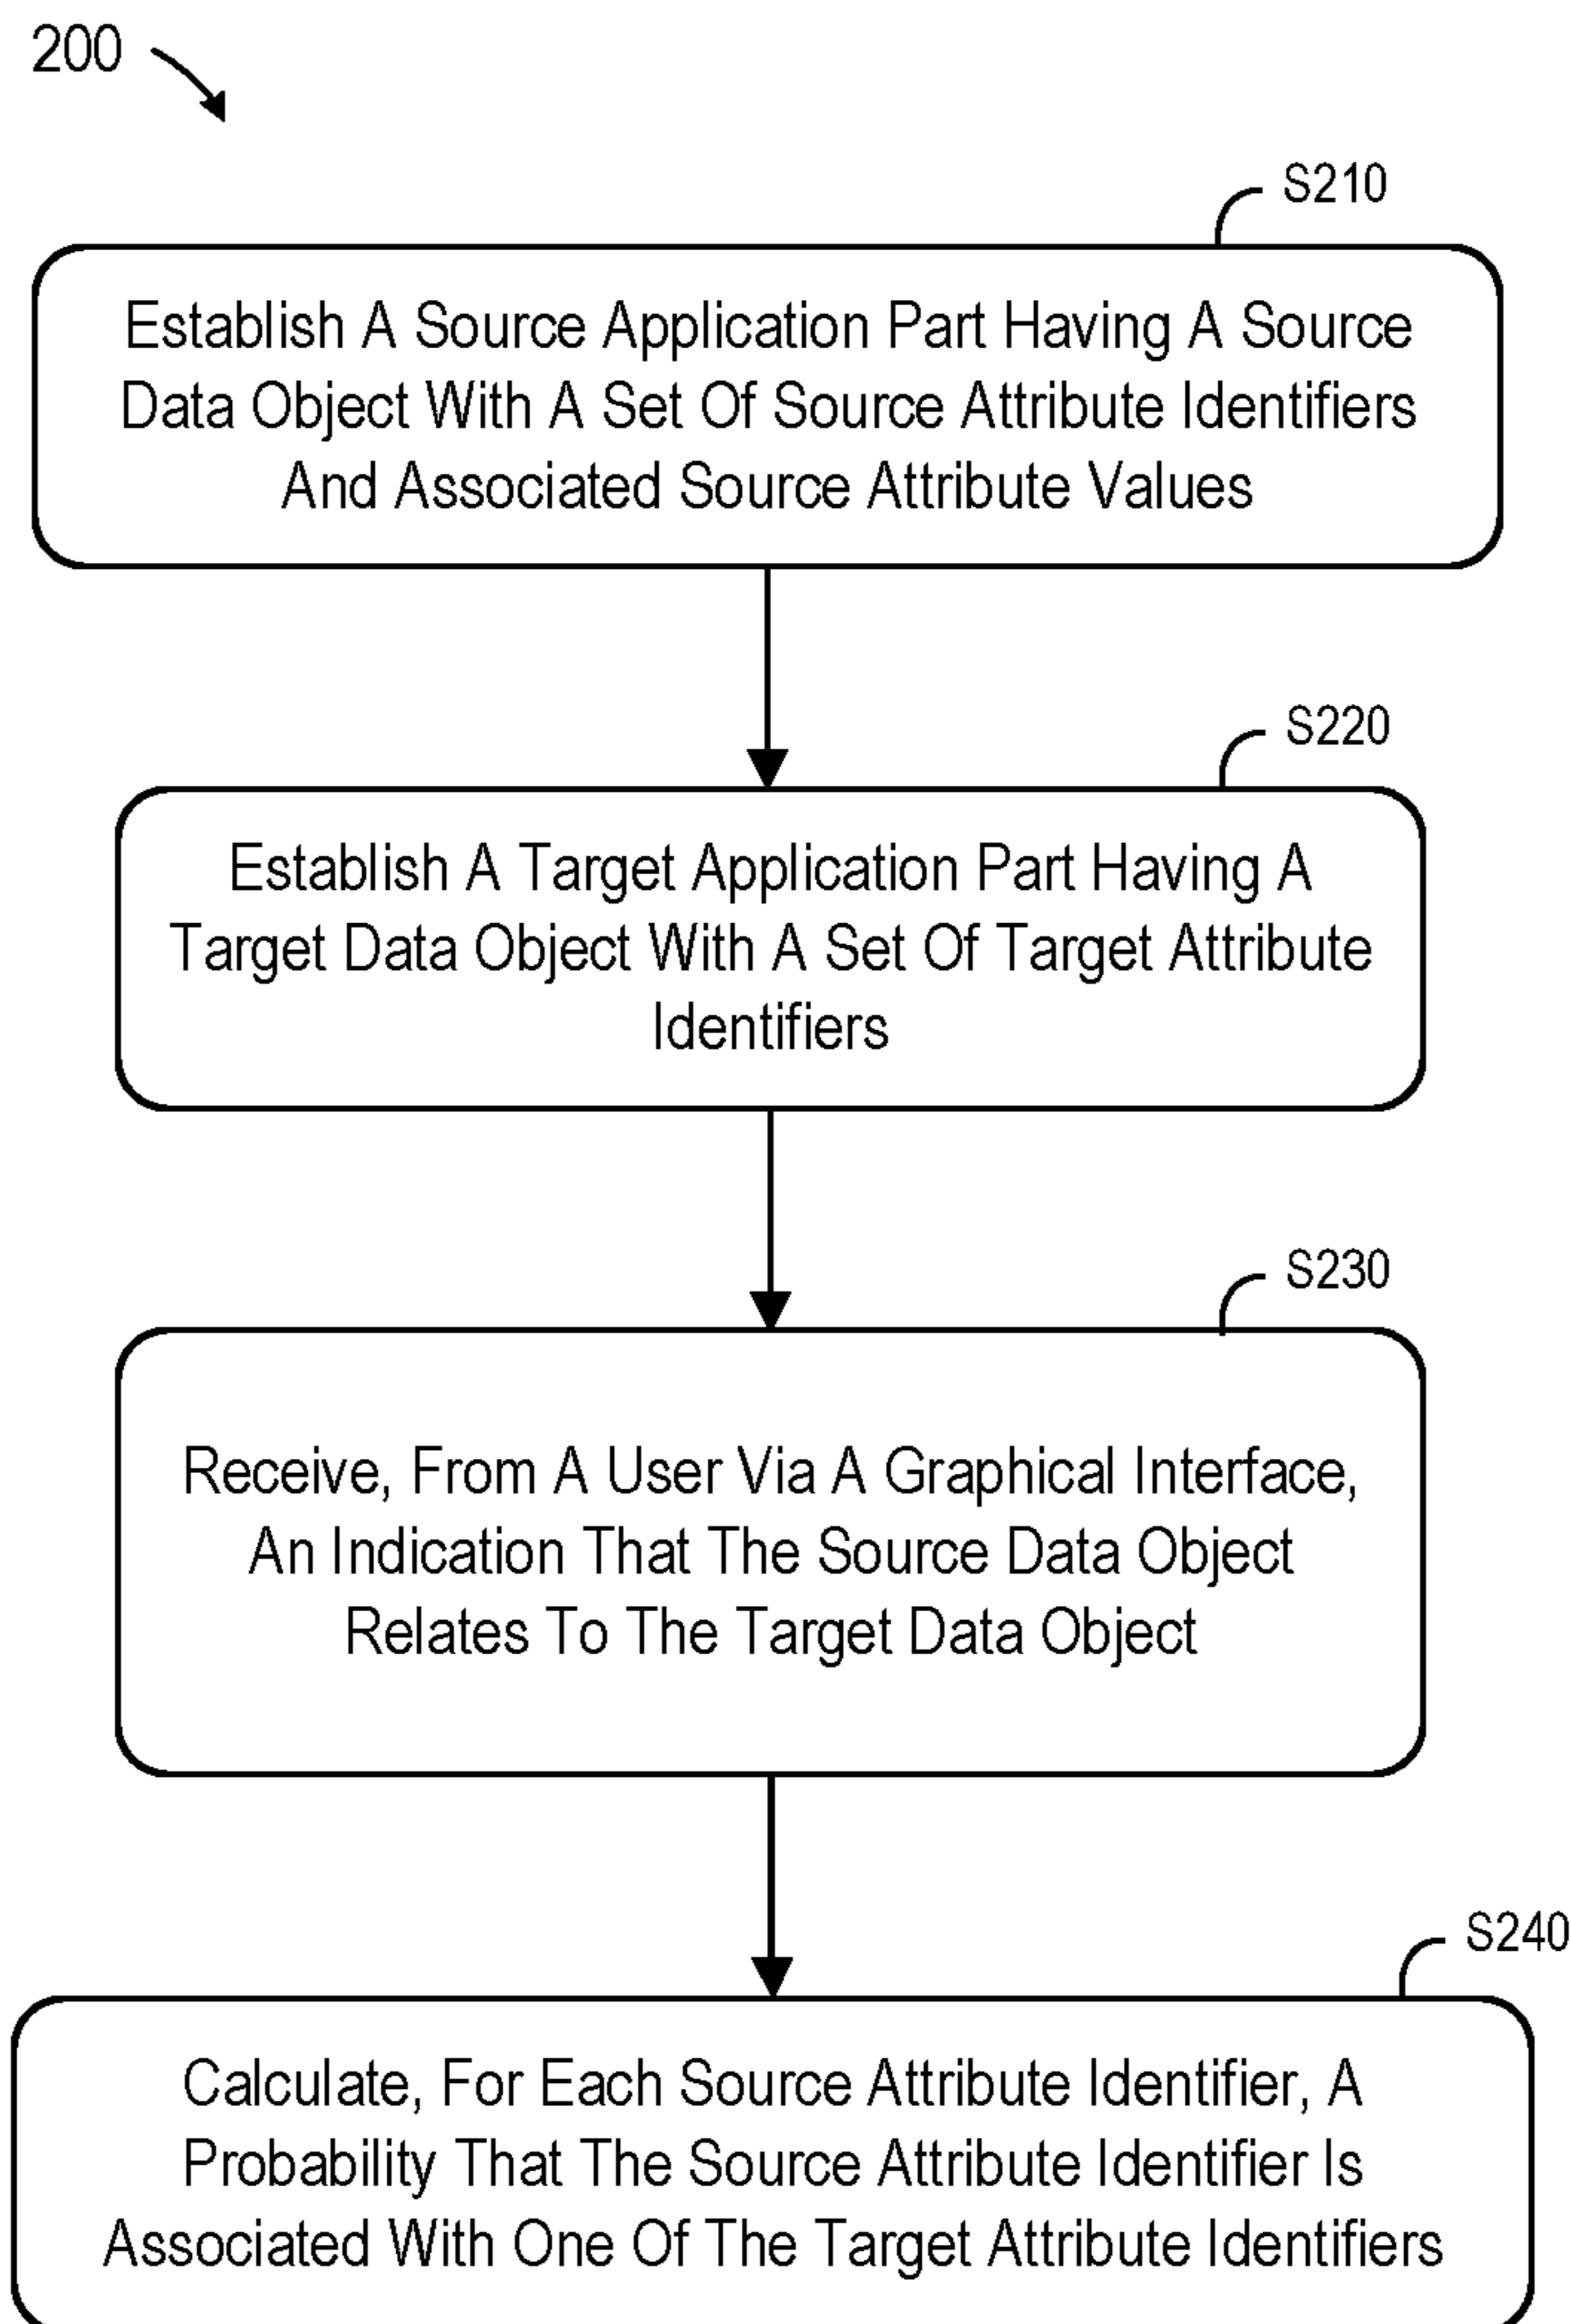 200
S210
Establish A Source Application Part Having A Source
Data Object With A Set Of Source Attribute Identifiers
And Associated Source Attribute Values
S220
Establish A Target Application Part Having A
Target Data Object With A Set Of Target Attribute
Identifiers
S230
Receive, From A User Via A Graphical Interface,
An Indication That The Source Data Object
Relates To The Target Data Object
S240
Calculate, For Each Source Attribute Identifier, A
Probability That The Source Attribute Identifier Is
Associated With One Of The Target Attribute Identifiers